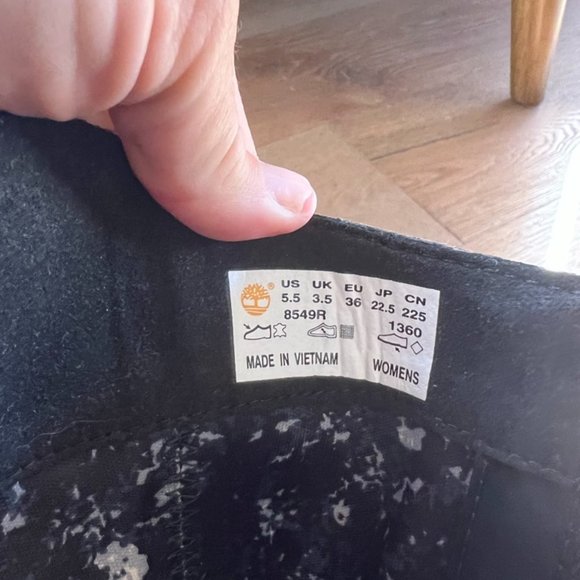 ® US UK EU JP CN
5.5 3.5 36 22.5 225
8549R 1360
MADE IN VIETNAM WOMENS